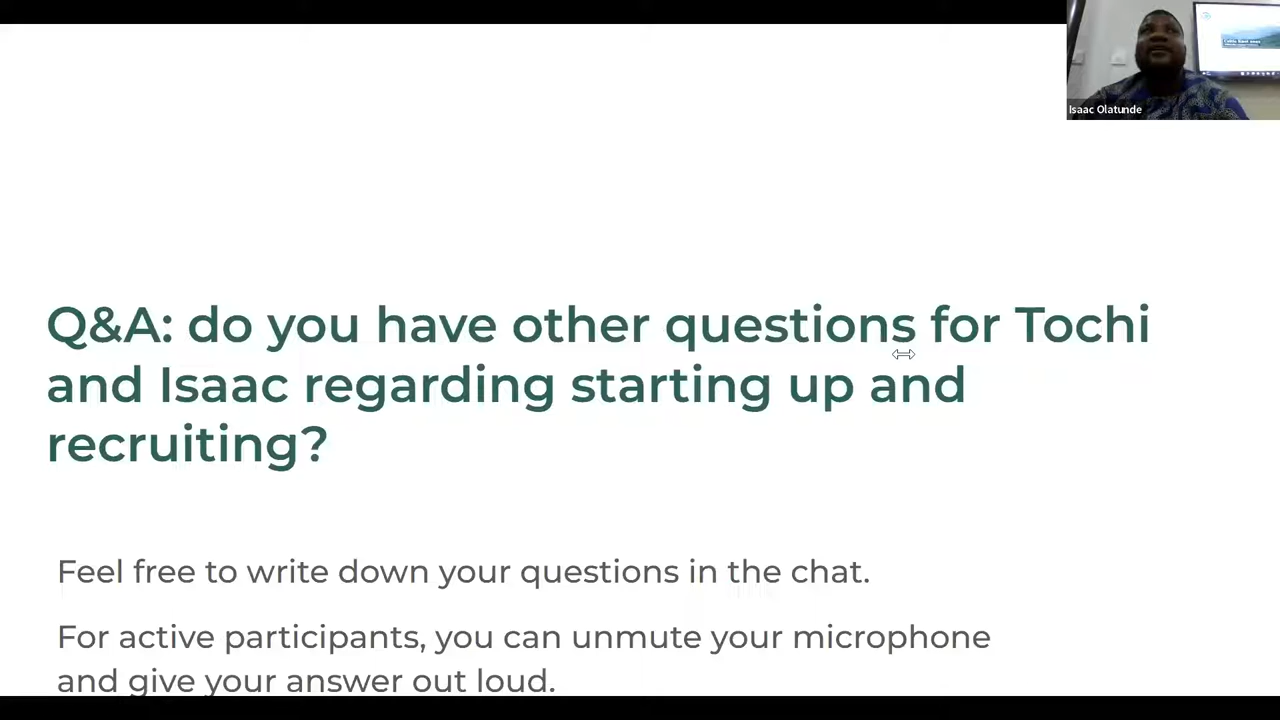 Isaac Olatunde
Q&A: do you have other questions for Tochi
and Isaac regarding starting up and
recruiting?
Feel free to write down your questions in the chat.
For active participants, you can unmute your microphone
and give your answer out loud.